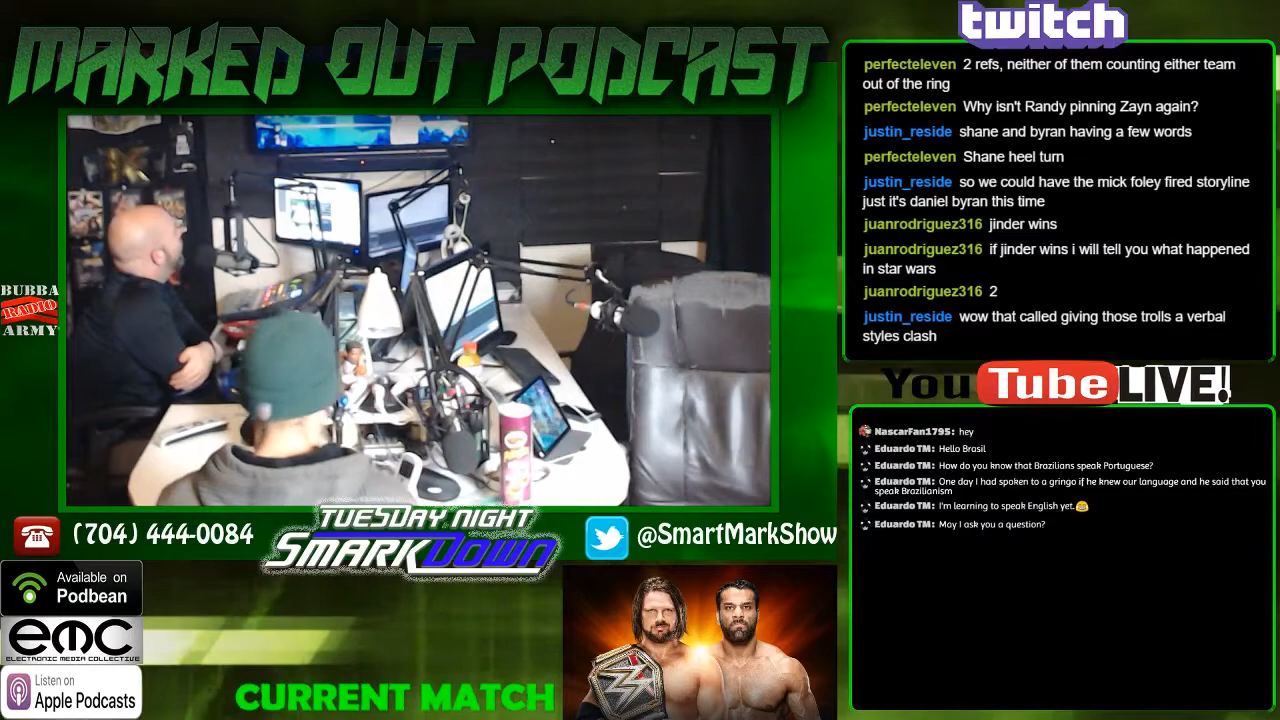 MARKED OUT PODCAST
twitch
perfecteleven 2 refs, neither of them counting either team
out of the ring
perfecteleven Why isn't Randy pinning Zayn again?
justin_reside shane and byran having a few words
perfecteleven Shane heel turn
justin_reside so we could have the mick foley fired storyline
just it's daniel byran this time
juanrodriguez316 jinder wins
juanrodriguez316 if jinder wins i will tell you what happened
in star wars
juanrodriguez316 2
justin_reside wow that called giving those trolls a verbal
styles clash
BUBBA
RADIO
ARMY
YouTube LIVE!
NascarFan1795: hey
Eduardo TM: Hello Brasil
Eduardo TM: How do you know that Brazilians speak Portuguese?
Eduardo TM: One day I had spoken to a gringo if he knew our language and he said that you
speak Brazilianism
Eduardo TM: I'm learning to speak English yet.😂
Eduardo TM: May I ask you a question?
Pringles
(704) 444-0084
TUESDAY NIGHT
SMARKDOWN
@SmartMarkShow
Available on
Podbean
emc
ELECTRONIC MEDIA COLLECTIVE
Listen on
Apple Podcasts
CURRENT MATCH